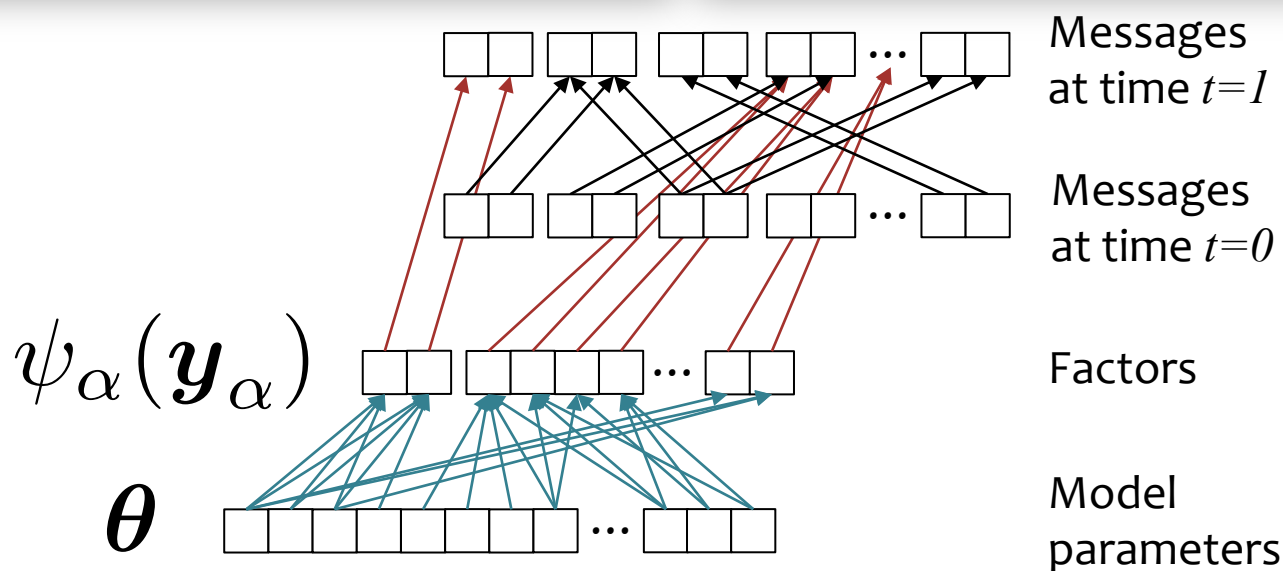 ...
Messages
at time t=1
...
Messages
at time t=0
ψα(yα)
...
Factors
θ
...
Model
parameters